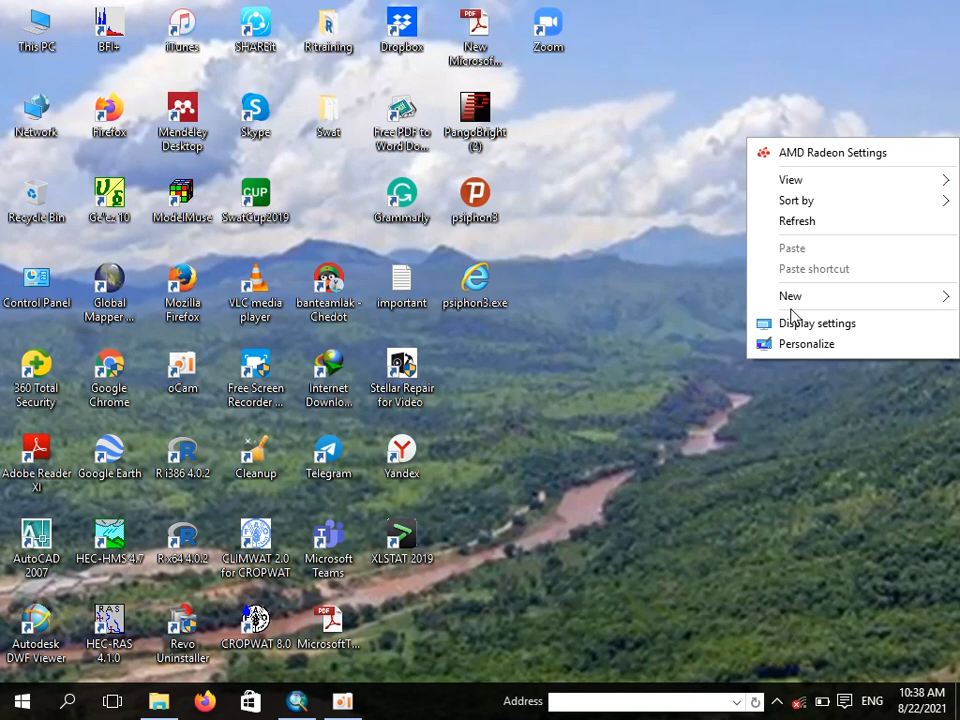 This PC
BFI+
iTunes
SHAREit
R training
Dropbox
New
Microsof...
Zoom
Network
Firefox
Mendeley
Desktop
Skype
Swat
Free PDF to
Word Do...
PangoBright
(2)
Recycle Bin
Ge'ez 10
ModelMuse
SwatCup2019
Grammarly
psiphon3
Control Panel
Global
Mapper ...
Mozilla
Firefox
VLC media
player
banteamlak -
Chedot
important
psiphon3.exe
360 Total
Security
Google
Chrome
oCam
Free Screen
Recorder ...
Internet
Downlo...
Stellar Repair
for Video
Adobe Reader
XI
Google Earth
R i386 4.0.2
Cleanup
Telegram
Yandex
AutoCAD
2007
HEC-HMS 4.7
R x64 4.0.2
CLIMWAT 2.0
for CROPWAT
Microsoft
Teams
XLSTAT 2019
Autodesk
DWF Viewer
HEC-RAS
4.1.0
Revo
Uninstaller
CROPWAT 8.0
MicrosoftT...
AMD Radeon Settings
View
Sort by
Refresh
Paste
Paste shortcut
New
Display settings
Personalize
Address
ENG
10:38 AM
8/22/2021